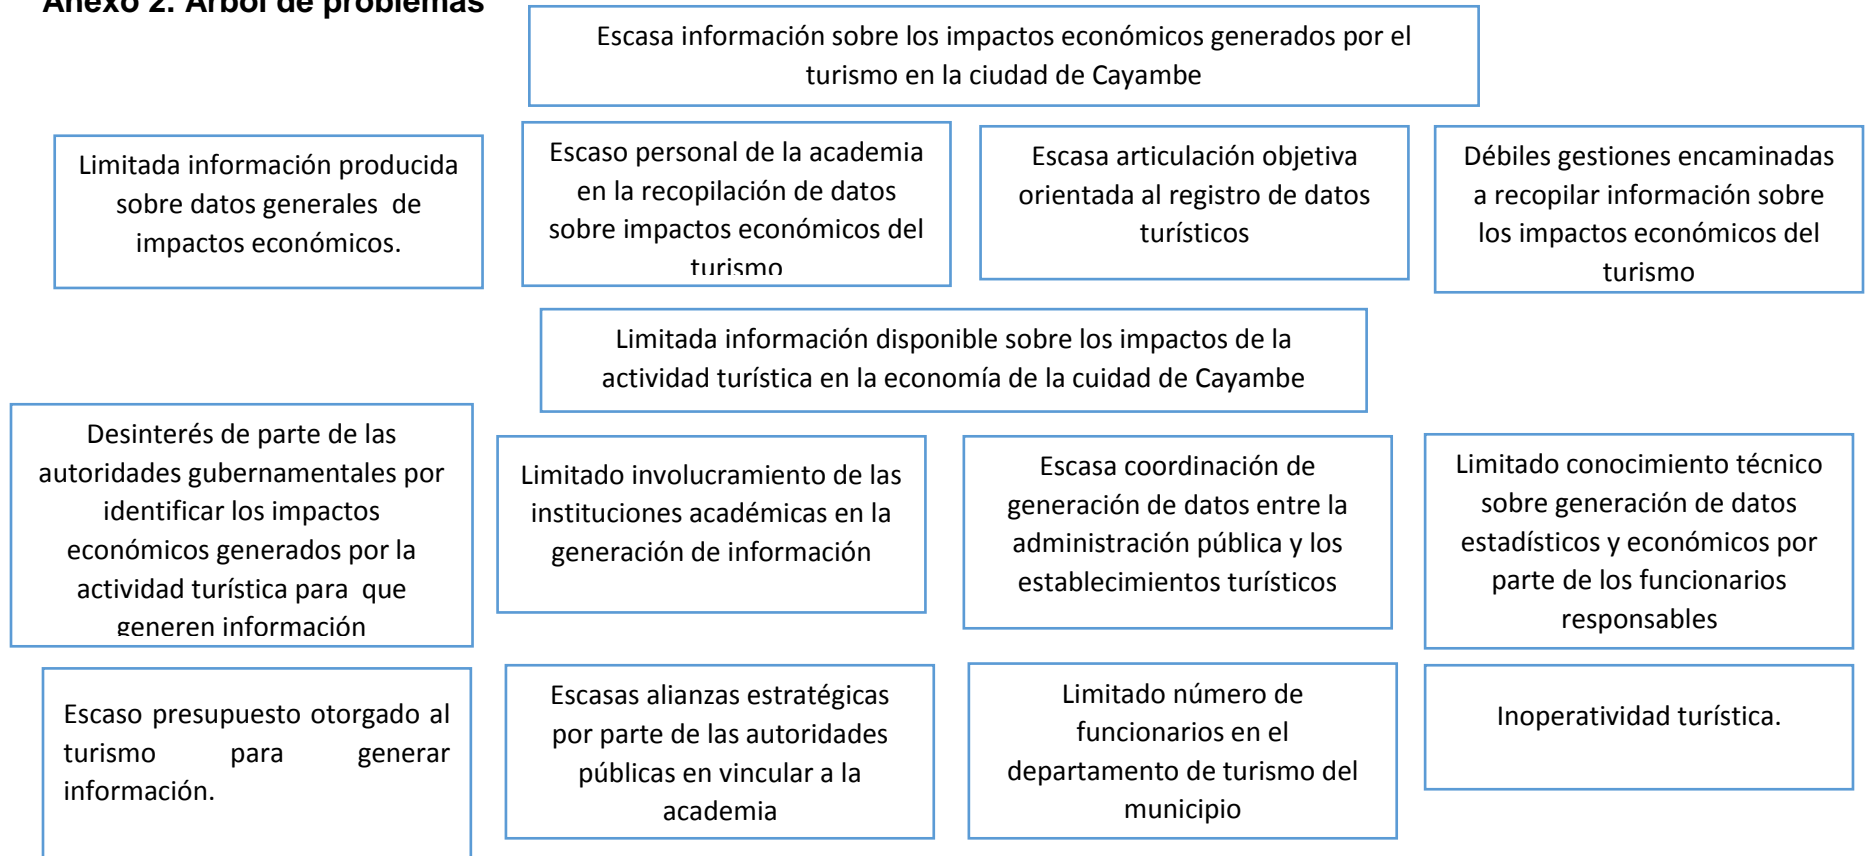 Anexo 2. Árbol de problemas
Escasa información sobre los impactos económicos generados por el
turismo en la ciudad de Cayambe
Limitada información producida
sobre datos generales de
impactos económicos.
Escaso personal de la academia
en la recopilación de datos
sobre impactos económicos del
turismo
Escasa articulación objetiva
orientada al registro de datos
turísticos
Débiles gestiones encaminadas
a recopilar información sobre
los impactos económicos del
turismo
Limitada información disponible sobre los impactos de la
actividad turística en la economía de la cuidad de Cayambe
Desinterés de parte de las
autoridades gubernamentales por
identificar los impactos
económicos generados por la
actividad turística para que
generen información
Limitado involucramiento de las
instituciones académicas en la
generación de información
Escasa coordinación de
generación de datos entre la
administración pública y los
establecimientos turísticos
Limitado conocimiento técnico
sobre generación de datos
estadísticos y económicos por
parte de los funcionarios
responsables
Escaso presupuesto otorgado al
turismo para generar
información.
Escasas alianzas estratégicas
por parte de las autoridades
públicas en vincular a la
academia
Limitado número de
funcionarios en el
departamento de turismo del
municipio
Inoperatividad turística.